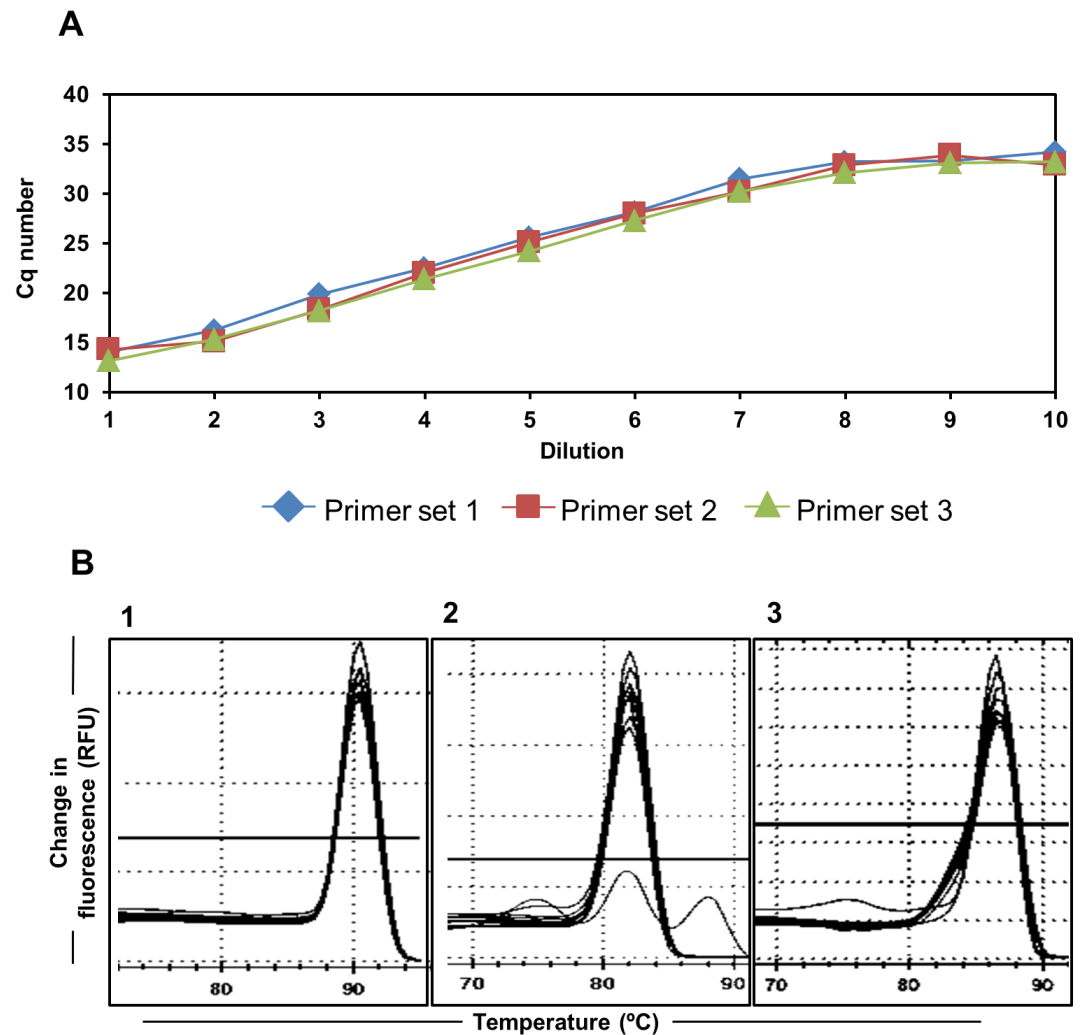 A
40
35
30
25
20
15
10
Cq number
1 2 3 4 5 6 7 8 9 10
Dilution
Primer set 1 Primer set 2 Primer set 3
B
1 2 3
Change in
fluorescence (RFU)
80 90 70 80 90 70 80 90
Temperature (ºC)